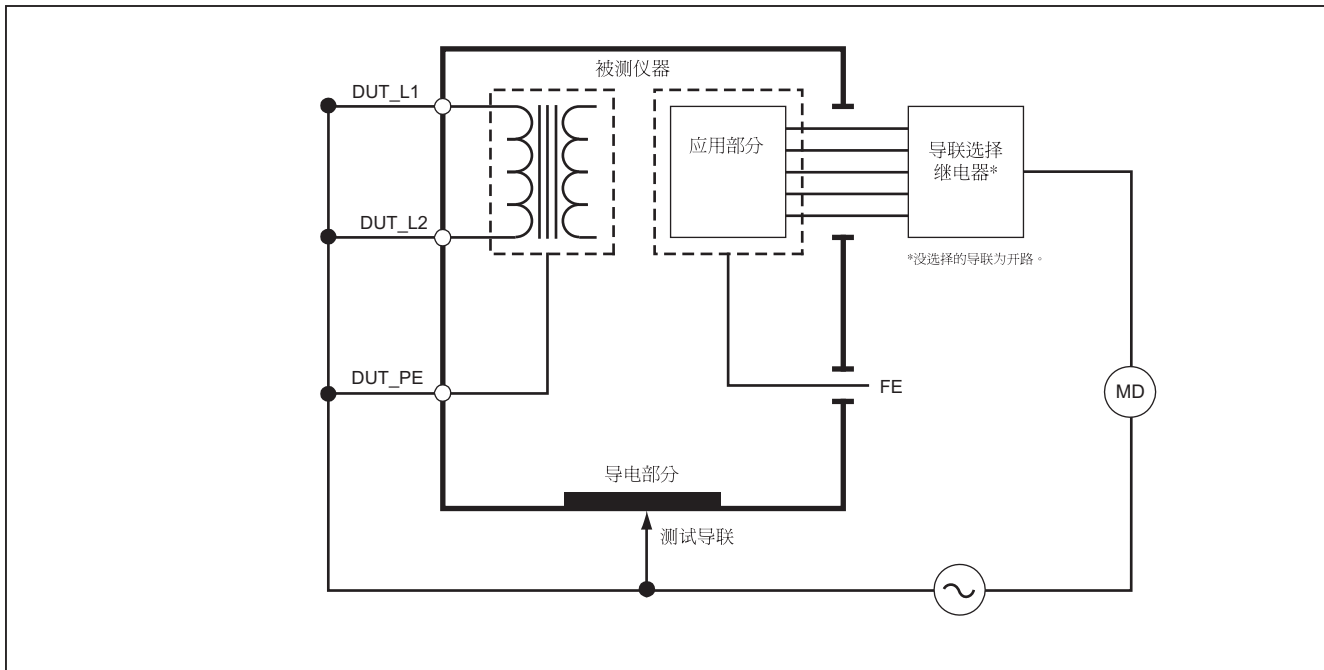 被测仪器
DUT_L1
应用部分
导联选择
继电器*
DUT_L2
*没选择的导联为开路。
DUT_PE
FE
MD
导电部分
测试导联